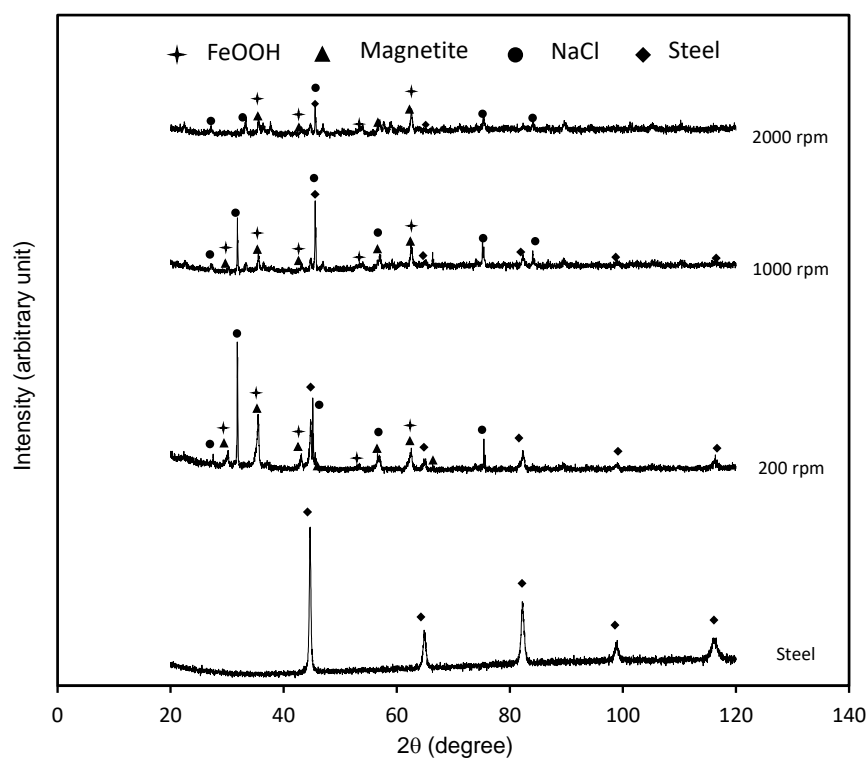 FeOOH Magnetite NaCl Steel
2000 rpm
1000 rpm
200 rpm
Steel
Intensity (arbitrary unit)
0 20 40 60 80 100 120 140
2θ (degree)